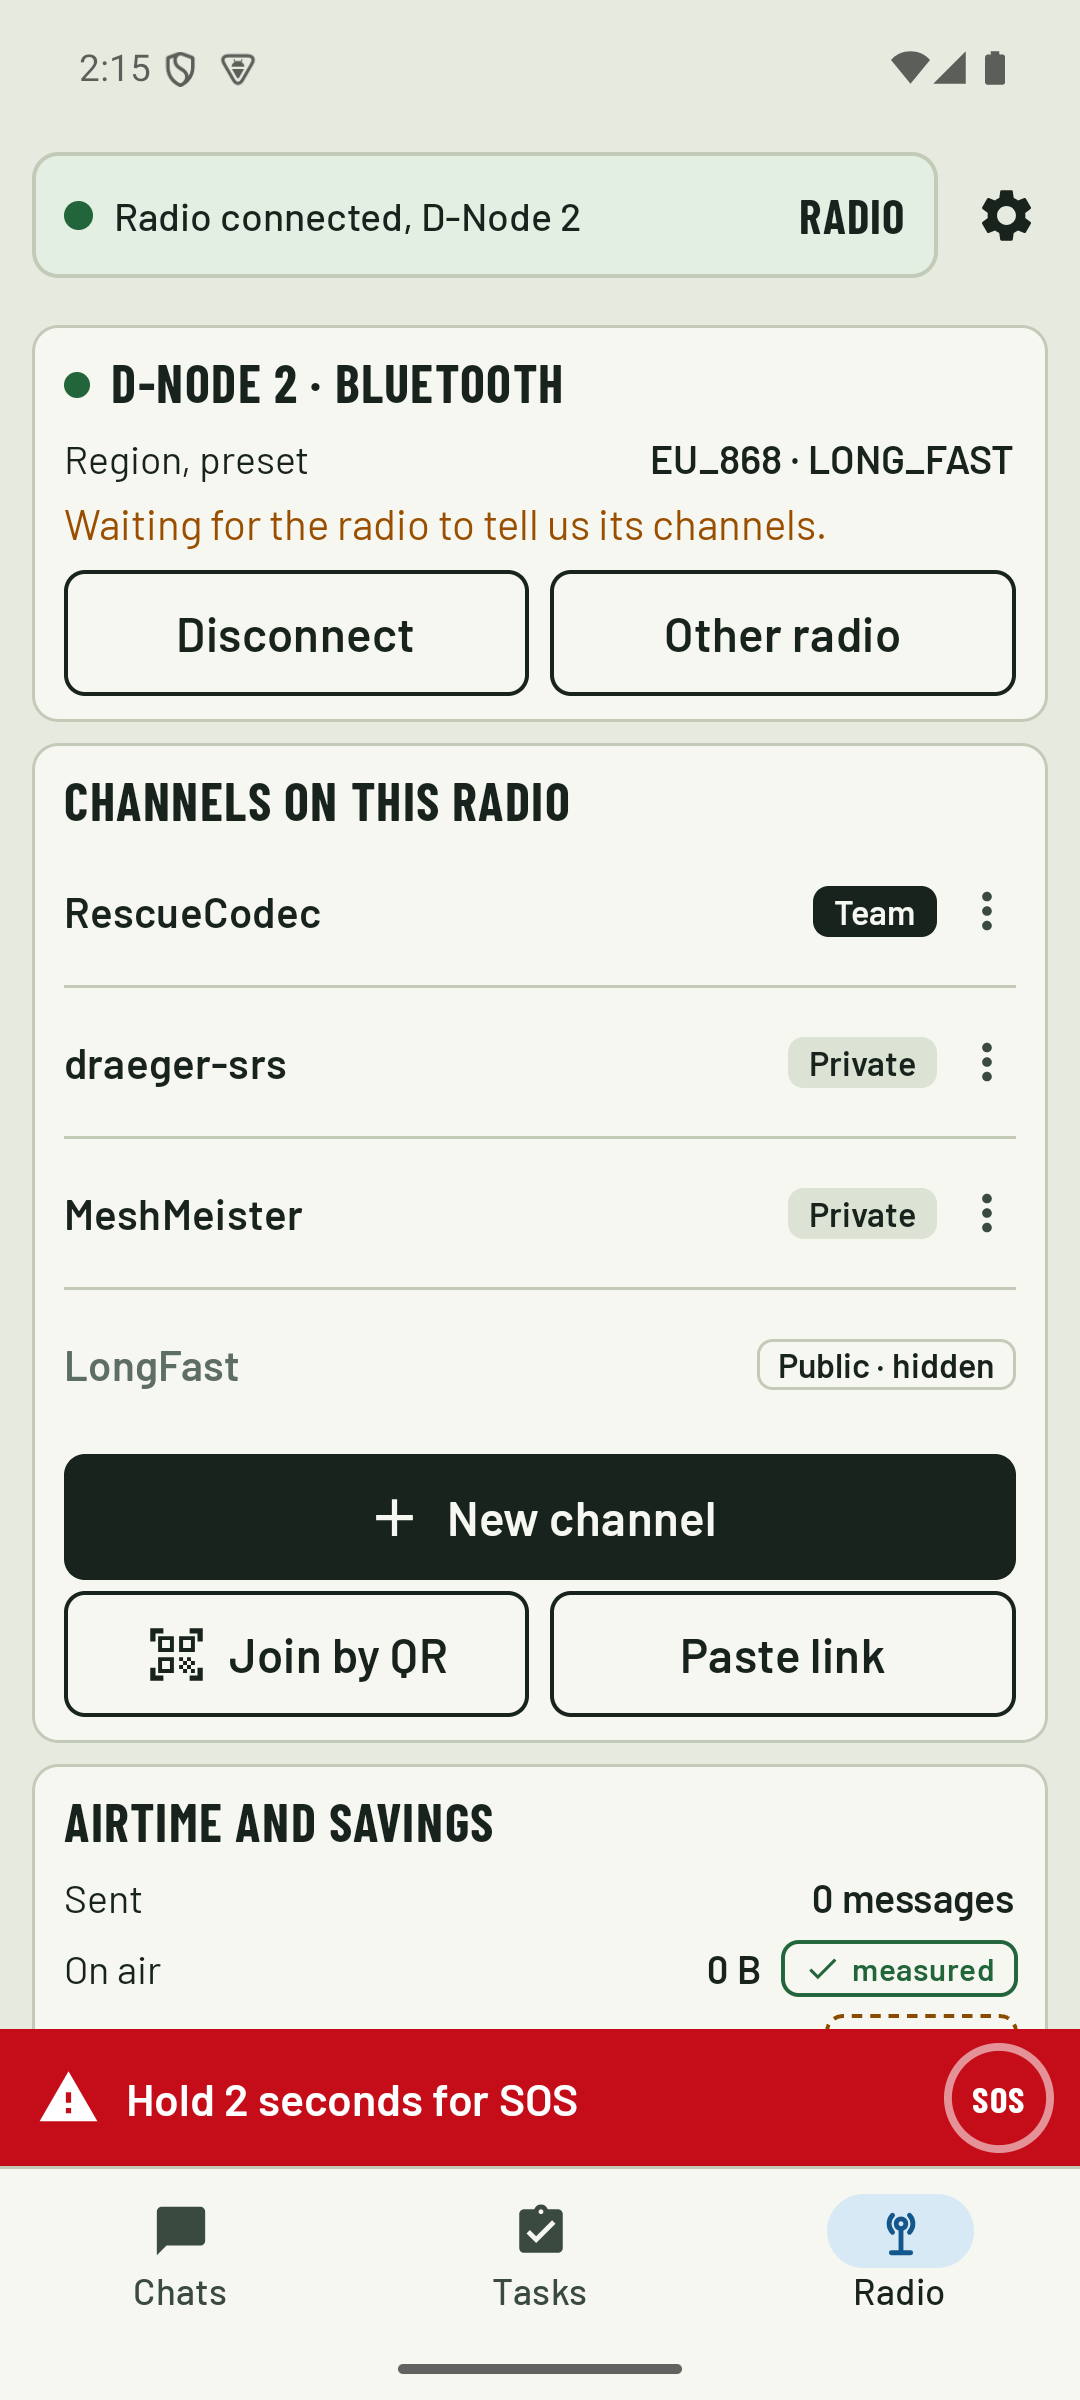 2:15
Radio connected, D-Node 2
RADIO
D-NODE 2 · BLUETOOTH
Region, preset
EU_868 · LONG_FAST
Waiting for the radio to tell us its channels.
Disconnect
Other radio
CHANNELS ON THIS RADIO
RescueCodec
Team
draeger-srs
Private
MeshMeister
Private
LongFast
Public · hidden
New channel
Join by QR
Paste link
AIRTIME AND SAVINGS
Sent
0 messages
On air
0 B
measured
Hold 2 seconds for SOS
SOS
Chats
Tasks
Radio